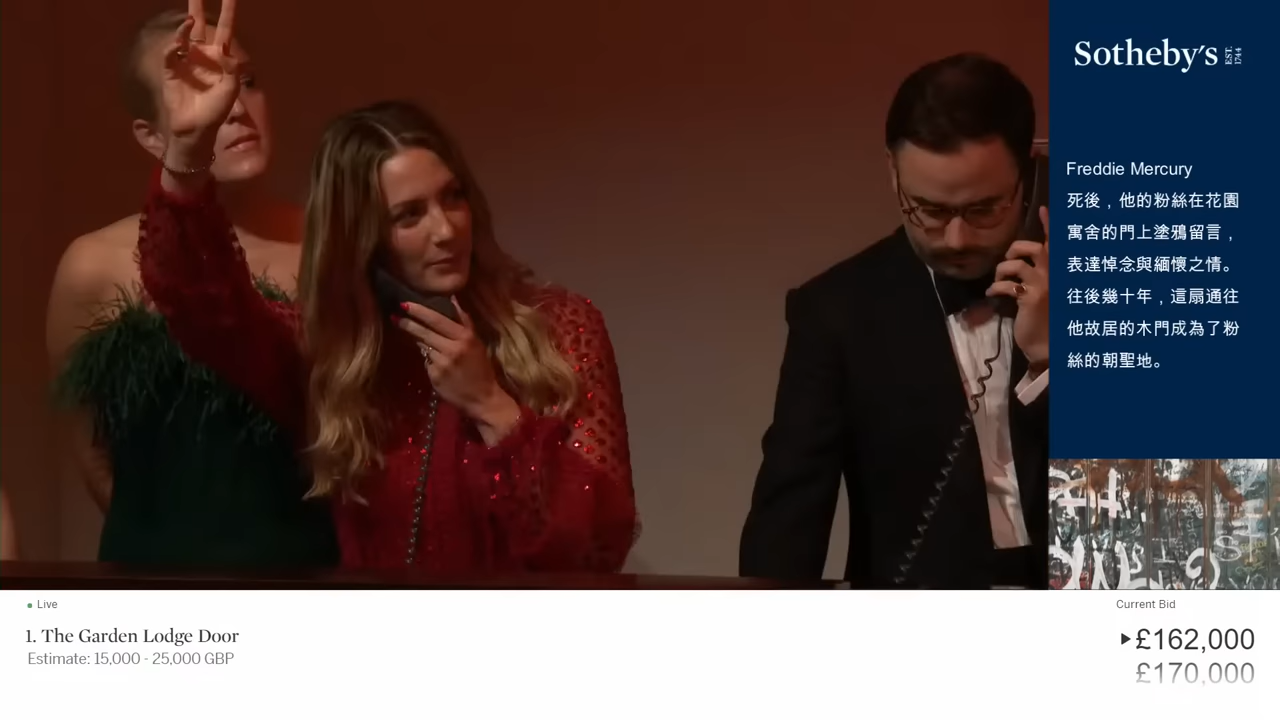 Sotheby's EST. 1744
Freddie Mercury
死後，他的粉絲在花園
寓舍的門上塗鴉留言，
表達悼念與緬懷之情。
往後幾十年，這扇通往
他故居的木門成為了粉
絲的朝聖地。
Live
Current Bid
1. The Garden Lodge Door
£162,000
Estimate: 15,000 - 25,000 GBP
£170,000